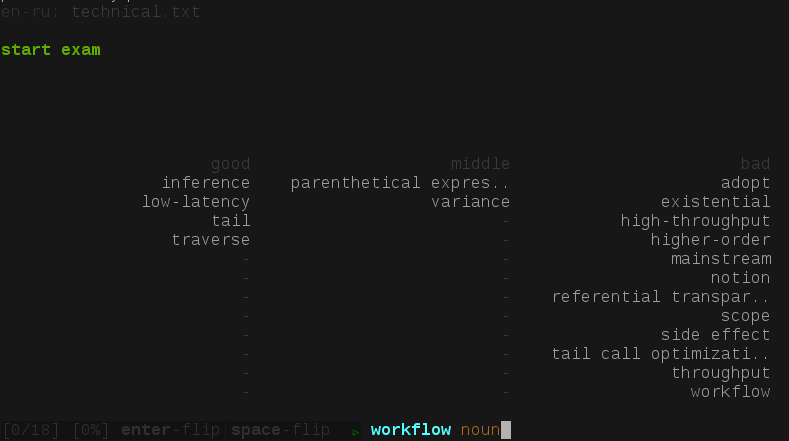 en-ru: technical.txt
start exam
good middle bad
inference parenthetical expres.. adopt
low-latency variance existential
tail - high-throughput
traverse - higher-order
- - mainstream
- - notion
- - referential transpar..
- - scope
- - side effect
- - tail call optimizati..
- - throughput
- - workflow
[0/18] [0%] enter-flip|space-flip ▹ workflow noun